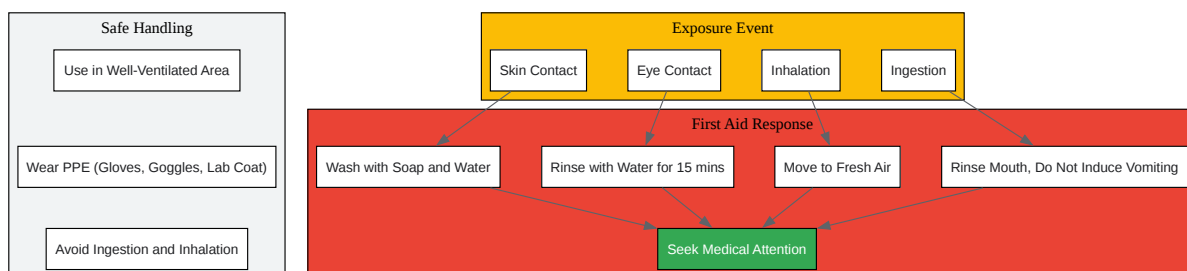 Safe Handling
Use in Well-Ventilated Area
Wear PPE (Gloves, Goggles, Lab Coat)
Avoid Ingestion and Inhalation
Exposure Event
Skin Contact
Eye Contact
Inhalation
Ingestion
First Aid Response
Wash with Soap and Water
Rinse with Water for 15 mins
Move to Fresh Air
Rinse Mouth, Do Not Induce Vomiting
Seek Medical Attention